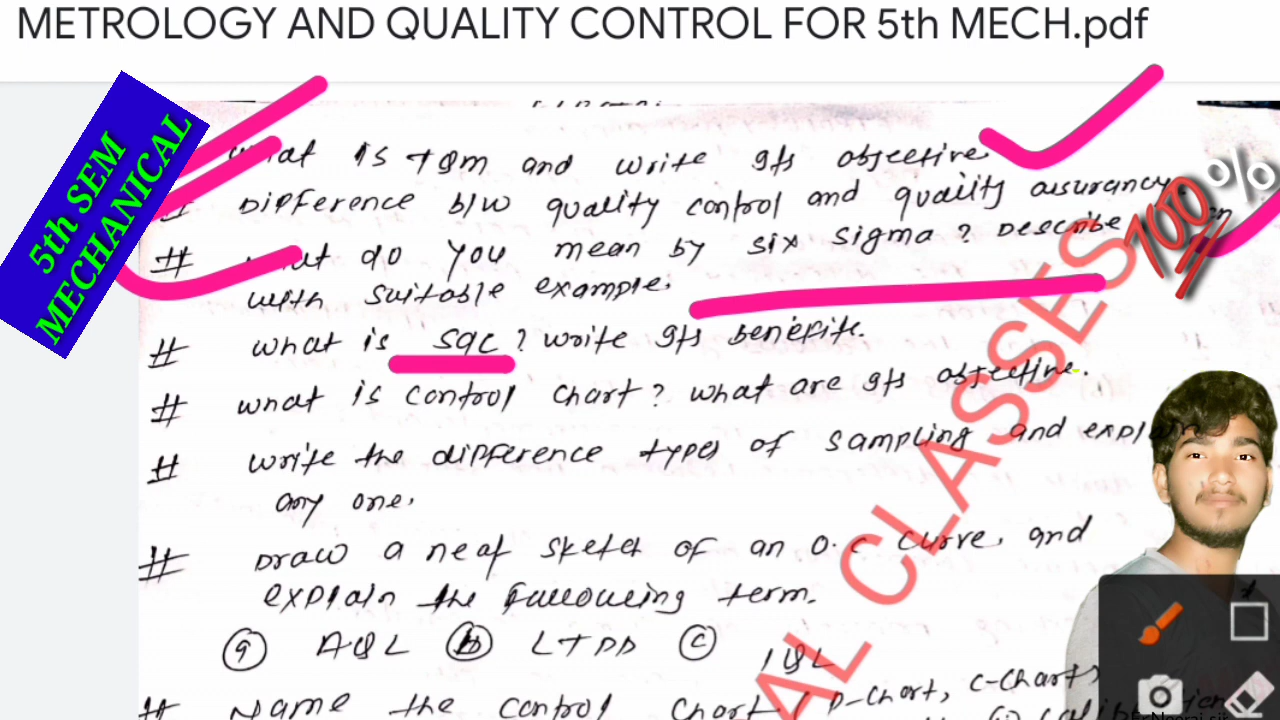 METROLOGY AND QUALITY CONTROL FOR 5th MECH.pdf
5th SEM
MECHANICAL
is TQM and write its objective.
Difference b/w quality control and quality assurancy.
100%
# do you mean by six sigma? Describe
with suitable example.
# what is SQC? write its benefits.
# what is control chart? what are its objective.
# write the difference types of sampling and explain
any one.
# Draw a neat sketch of an O.C curve, and
explain the following term.
(a) AQL (b) LTPD (c) IQL
# Name the control chart / P-chart, C-chart
AL CLASSES